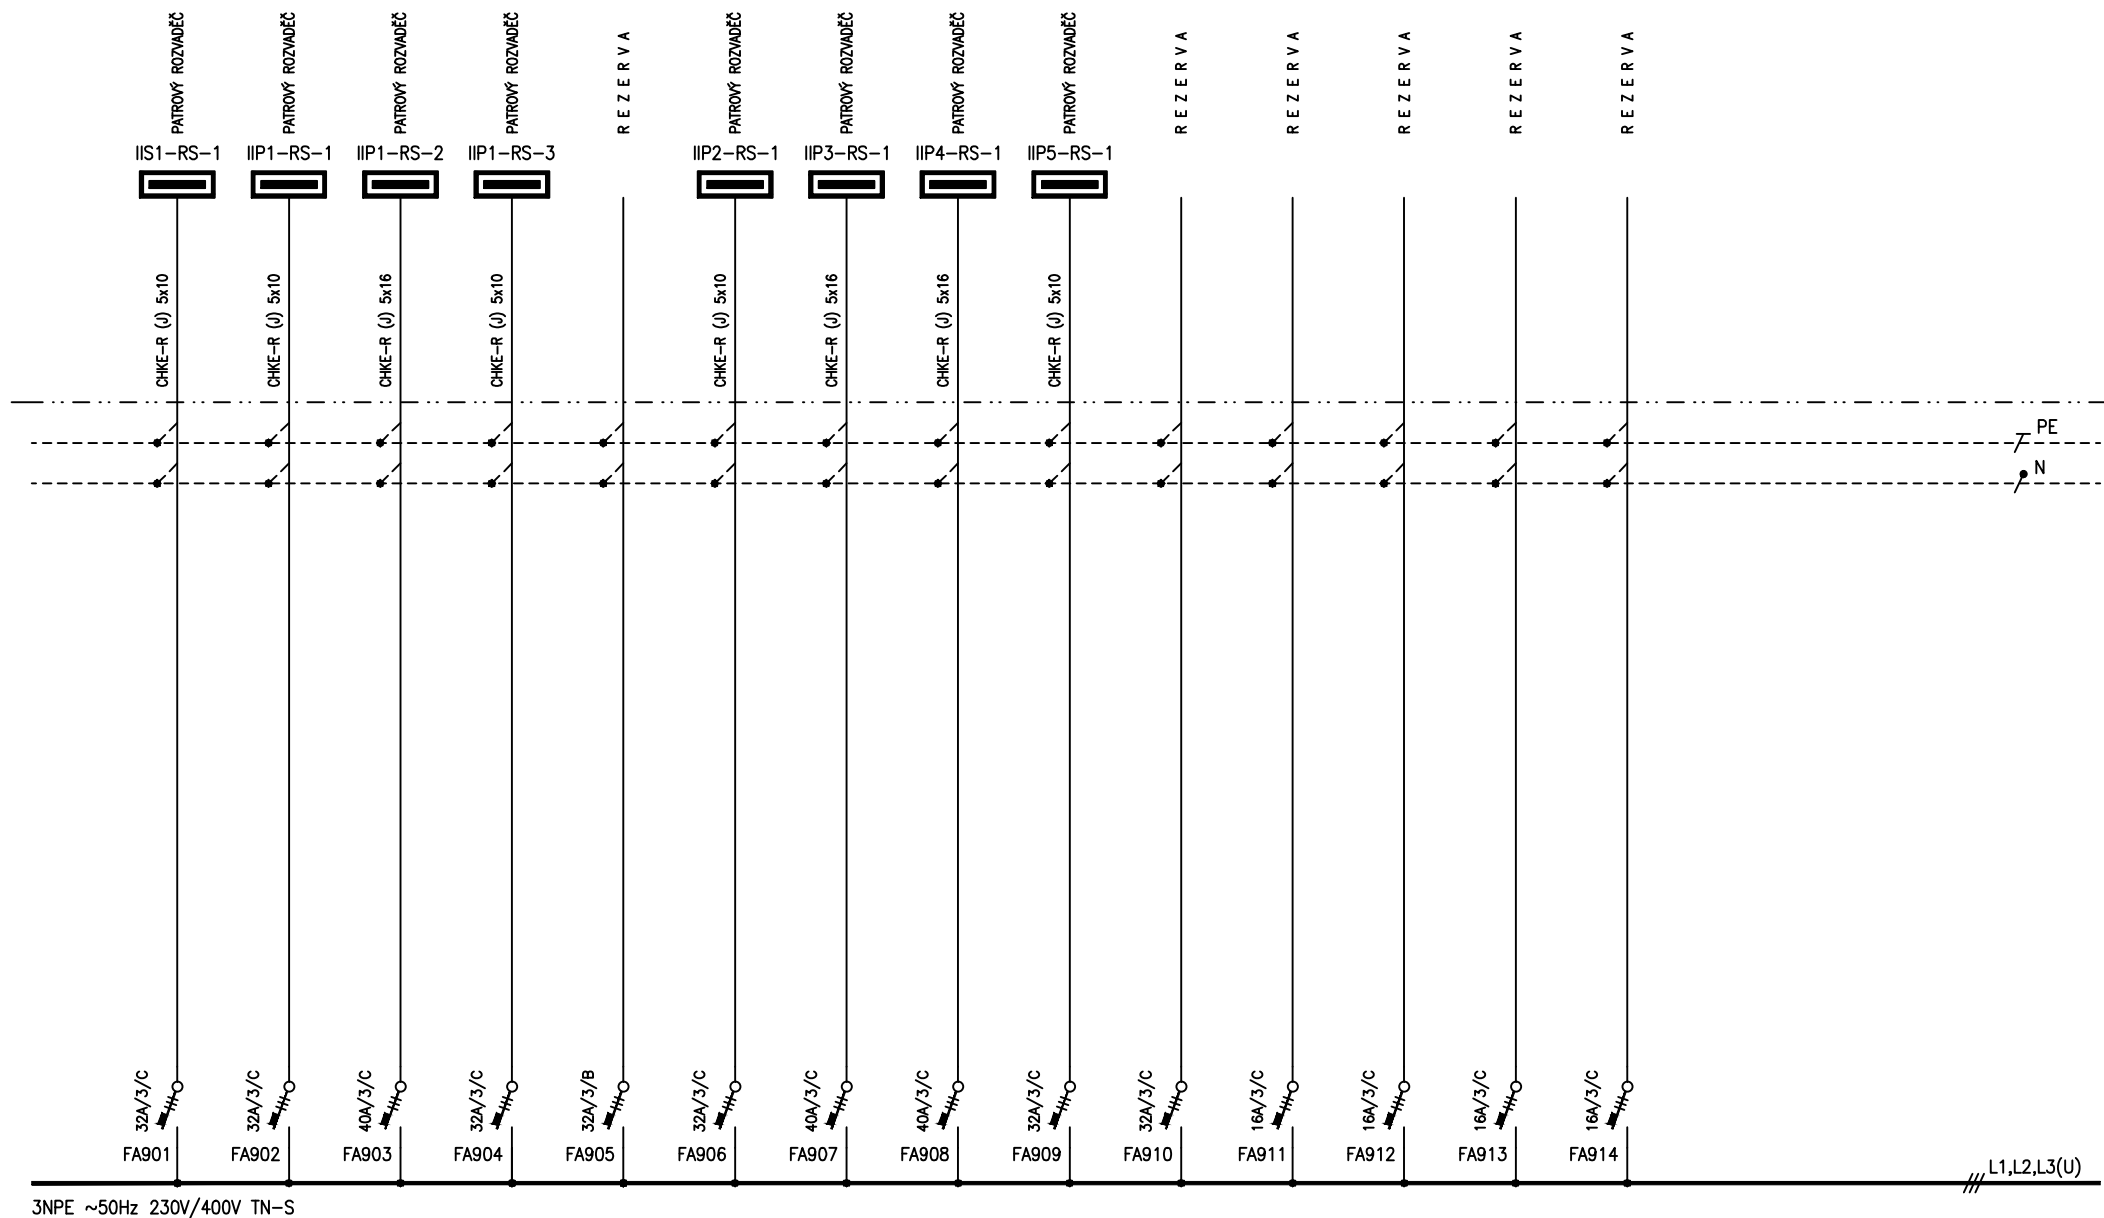 PATROVÝ ROZVADĚČ
PATROVÝ ROZVADĚČ
PATROVÝ ROZVADĚČ
PATROVÝ ROZVADĚČ
R E Z E R V A
PATROVÝ ROZVADĚČ
PATROVÝ ROZVADĚČ
PATROVÝ ROZVADĚČ
PATROVÝ ROZVADĚČ
R E Z E R V A
R E Z E R V A
R E Z E R V A
R E Z E R V A
R E Z E R V A
IIS1-RS-1
IIP1-RS-1
IIP1-RS-2
IIP1-RS-3
IIP2-RS-1
IIP3-RS-1
IIP4-RS-1
IIP5-RS-1
CHKE-R (J) 5x10
CHKE-R (J) 5x10
CHKE-R (J) 5x16
CHKE-R (J) 5x10
CHKE-R (J) 5x10
CHKE-R (J) 5x16
CHKE-R (J) 5x16
CHKE-R (J) 5x10
PE
N
32A/3/C
32A/3/C
40A/3/C
32A/3/C
32A/3/B
32A/3/C
40A/3/C
40A/3/C
32A/3/C
32A/3/C
16A/3/C
16A/3/C
16A/3/C
16A/3/C
FA901
FA902
FA903
FA904
FA905
FA906
FA907
FA908
FA909
FA910
FA911
FA912
FA913
FA914
L1,L2,L3(U)
3NPE ~50Hz 230V/400V TN-S